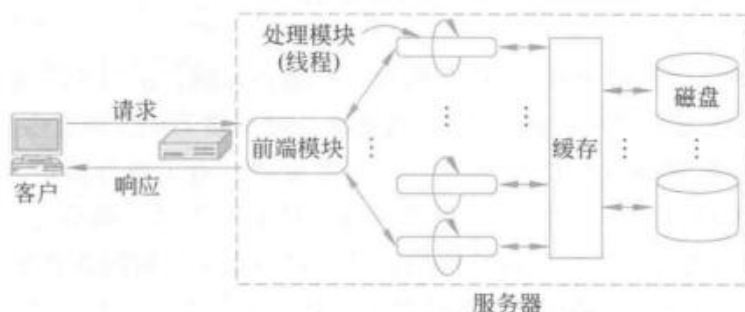 处理模块
(线程)
请求
前端模块
响应
客户
缓存
磁盘
服务器